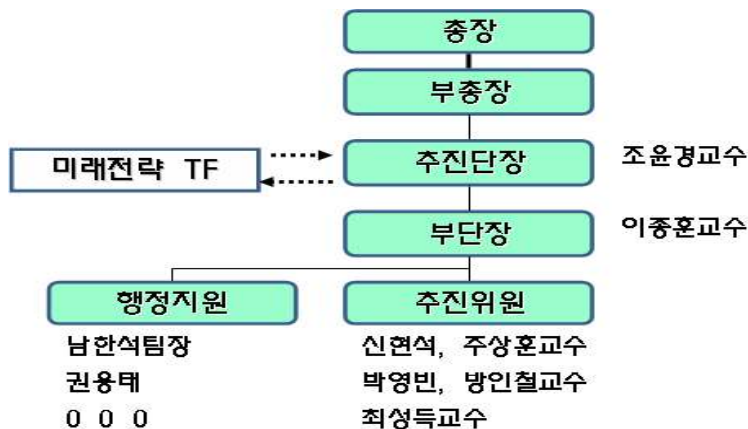 총장
부총장
미래전략 TF
추진단장
조윤경교수
부단장
이종훈교수
행정지원
추진위원
남한석팀장
신현석, 주상훈교수
권용태
박영빈, 방인철교수
0 0 0
최성득교수